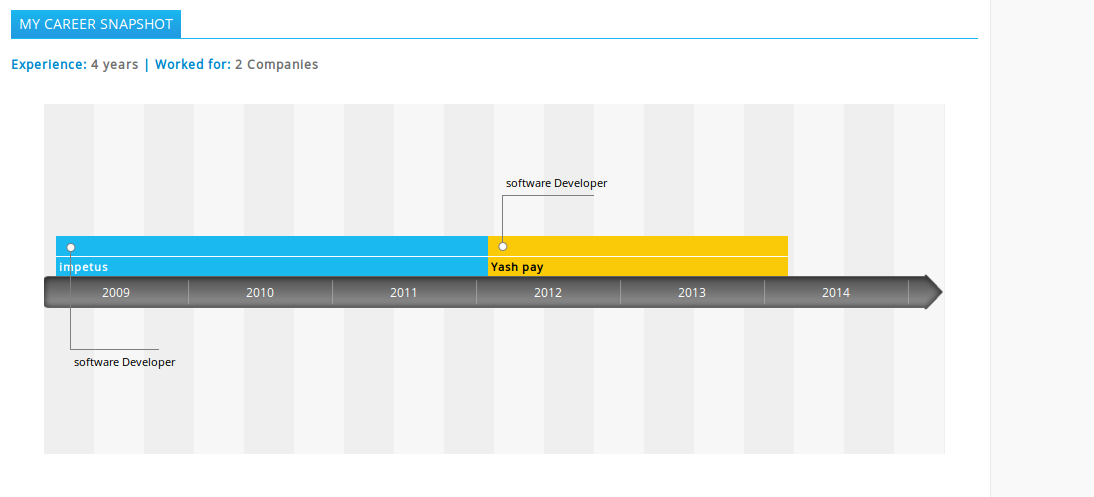 MY CAREER SNAPSHOT
Experience: 4 years | Worked for: 2 Companies
software Developer
impetus
Yash pay
2009 2010 2011 2012 2013 2014
software Developer